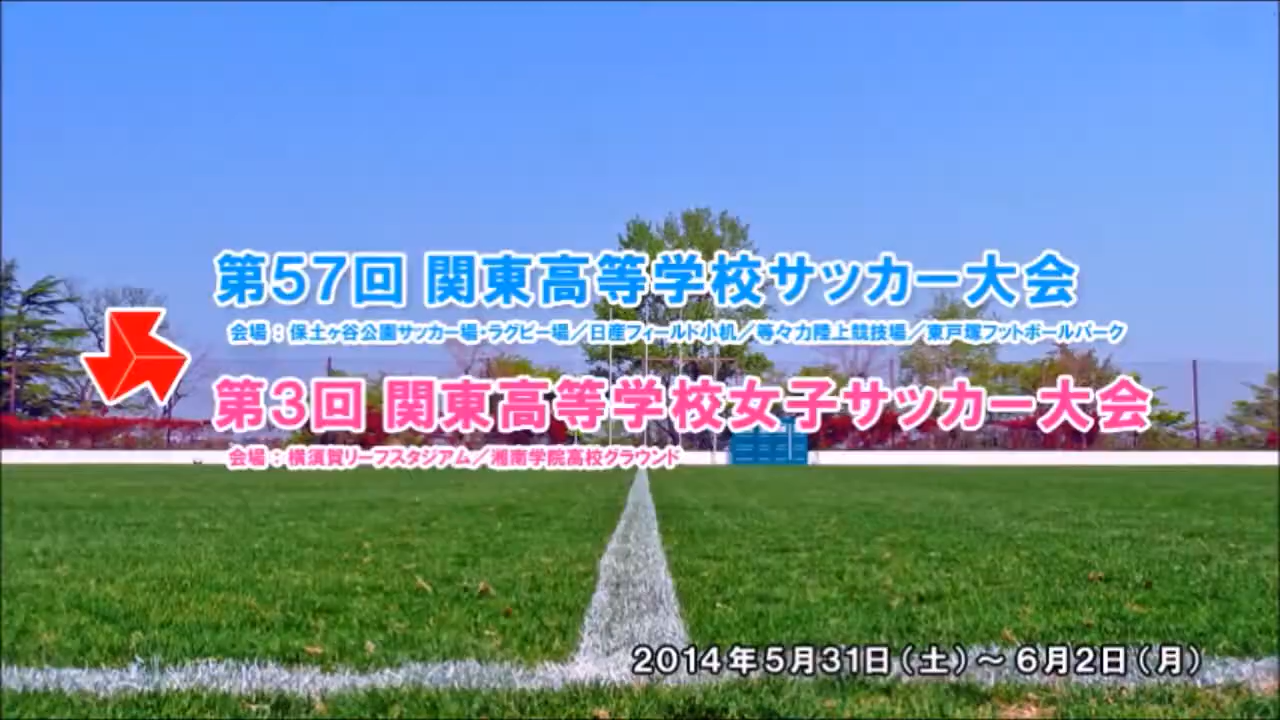 第57回 関東高等学校サッカー大会
会場：保土ヶ谷公園サッカー場・ラグビー場／日産フィールド小机／等々力陸上競技場／東戸塚フットボールパーク
第3回 関東高等学校女子サッカー大会
会場：横須賀リーフスタジアム／湘南学院高校グラウンド
2014年5月31日（土）～6月2日（月）